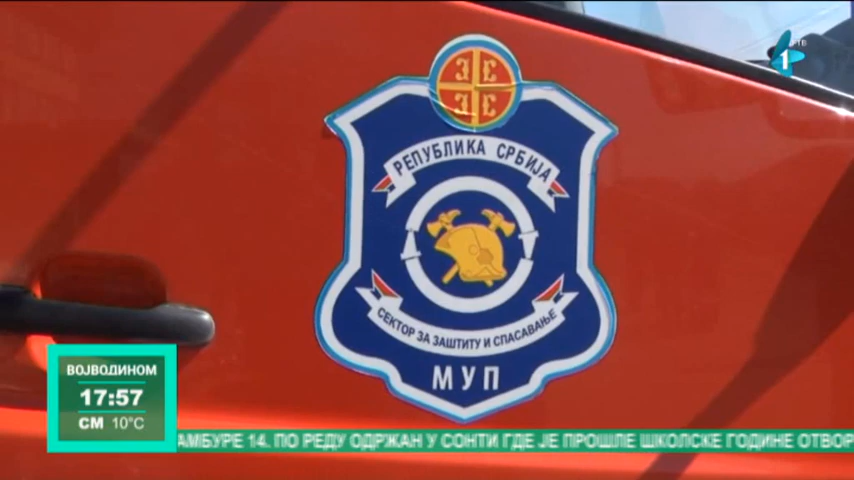 РЕПУБЛИКА СРБИЈА
СЕКТОР ЗА ЗАШТИТУ И СПАСАВАЊЕ
МУП
1
ВОЈВОДИНОМ
17:57
СМ 10°C
АМБУРЕ 14. ПО РЕДУ ОДРЖАН У СОНТИ ГДЕ ЈЕ ПРОШЛЕ ШКОЛСКЕ ГОДИНЕ ОТВОР